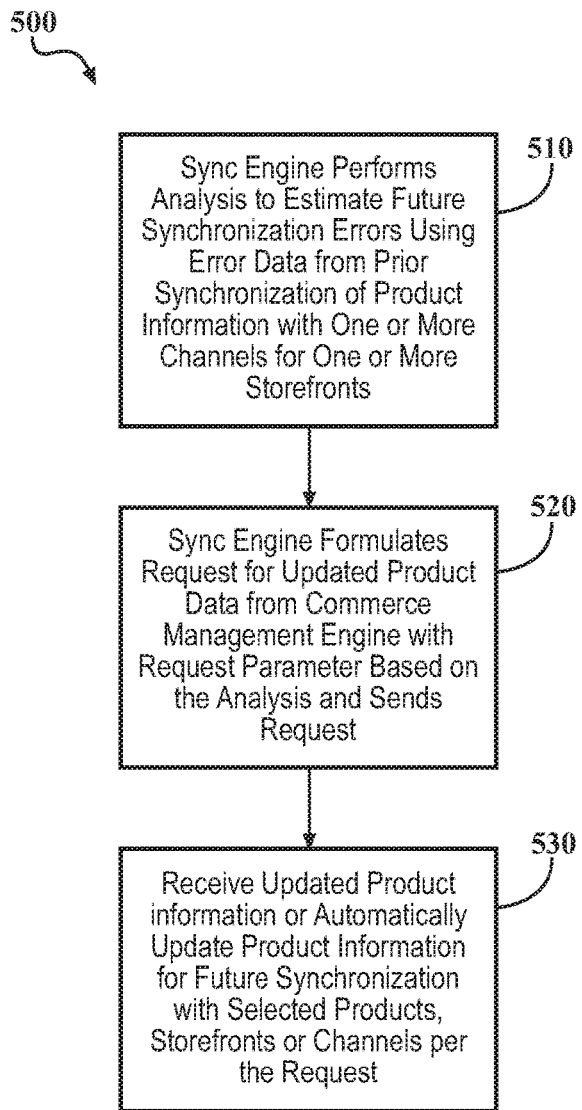 500
510
Sync Engine Performs
Analysis to Estimate Future
Synchronization Errors Using
Error Data from Prior
Synchronization of Product
Information with One or More
Channels for One or More
Storefronts
520
Sync Engine Formulates
Request for Updated Product
Data from Commerce
Management Engine with
Request Parameter Based on
the Analysis and Sends
Request
530
Receive Updated Product
information or Automatically
Update Product Information
for Future Synchronization
with Selected Products,
Storefronts or Channels per
the Request